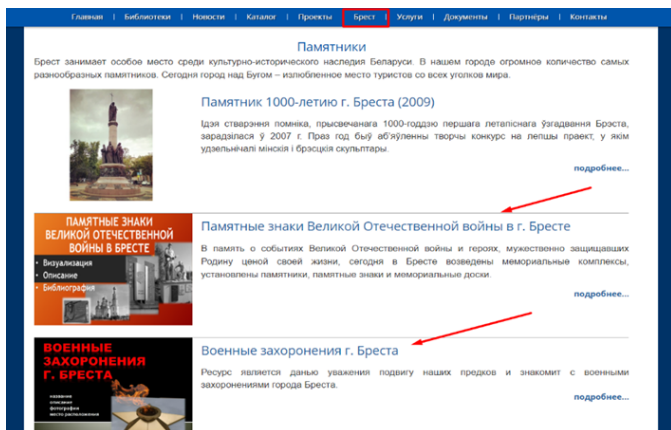 Главная | Библиотеки | Новости | Каталог | Проекты | Брест | Услуги | Документы | Партнёры | Контакты
Памятники
Брест занимает особое место среди культурно-исторического наследия Беларуси. В нашем городе огромное количество самых
разнообразных памятников. Сегодня город над Бугом – излюбленное место туристов со всех уголков мира.
Памятник 1000-летию г. Бреста (2009)
Ідэя стварэння помніка, прысвечанага 1000-годдзю першага летапіснага ўзгадвання Брэста,
зарадзілася ў 2007 г. Праз год быў аб'яўлены творчы конкурс на лепшы праект, у якім
удзельнічалі мінскія і брэсцкія скульптары.
подробнее...
ПАМЯТНЫЕ ЗНАКИ
ВЕЛИКОЙ ОТЕЧЕСТВЕННОЙ
ВОЙНЫ В БРЕСТЕ
• Визуализация
• Описание
• Библиография
Памятные знаки Великой Отечественной войны в г. Бресте
В память о событиях Великой Отечественной войны и героях, мужественно защищавших
Родину ценой своей жизни, сегодня в Бресте возведены мемориальные комплексы,
установлены памятники, памятные знаки и мемориальные доски.
подробнее...
ВОЕННЫЕ
ЗАХОРОНЕНИЯ
Г. БРЕСТА
название
описание
фотография
место расположения
Военные захоронения г. Бреста
Ресурс является данью уважения подвигу наших предков и знакомит с военными
захоронениями города Бреста.
подробнее...